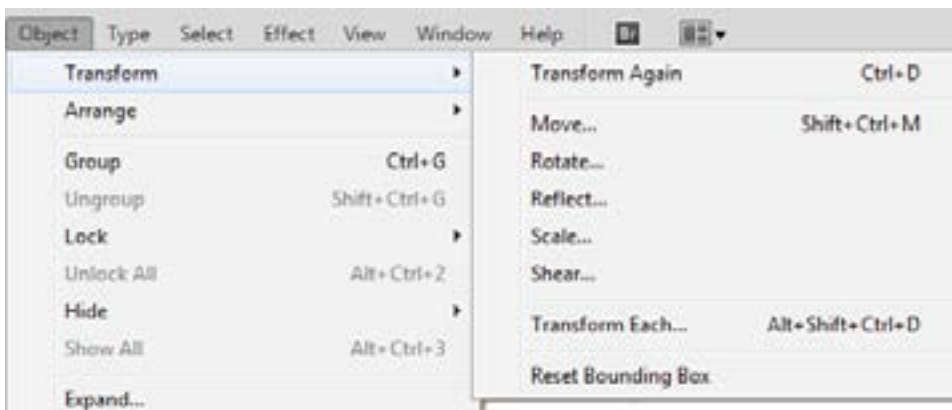 Object Type Select Effect View Window Help Br
Transform
Arrange
Group Ctrl+G
Ungroup Shift+Ctrl+G
Lock
Unlock All Alt+Ctrl+2
Hide
Show All Alt+Ctrl+3
Expand...
Transform Again Ctrl+D
Move... Shift+Ctrl+M
Rotate...
Reflect...
Scale...
Shear...
Transform Each... Alt+Shift+Ctrl+D
Reset Bounding Box